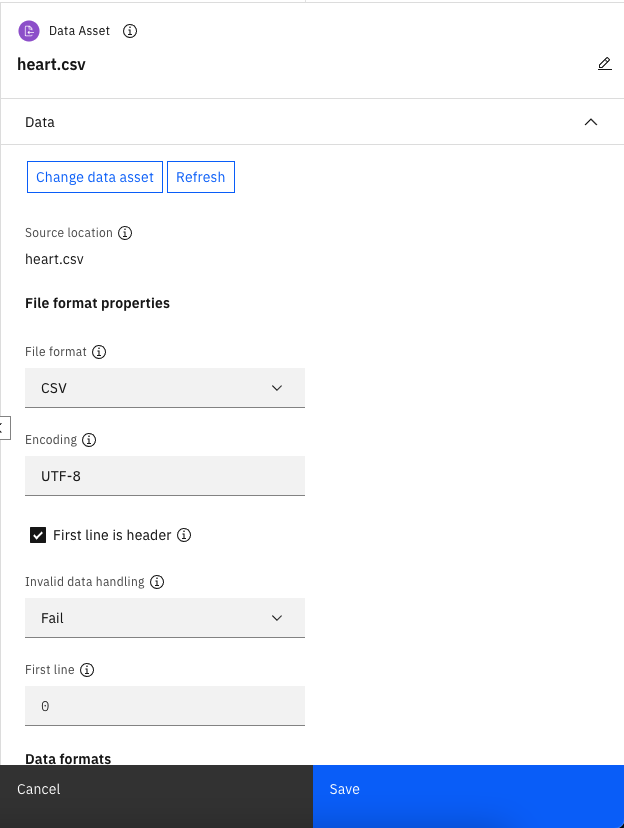 Data Asset
heart.csv
Data
Change data asset Refresh
Source location
heart.csv
File format properties
File format
CSV
Encoding
UTF-8
First line is header
Invalid data handling
Fail
First line
0
Data formats
Cancel Save